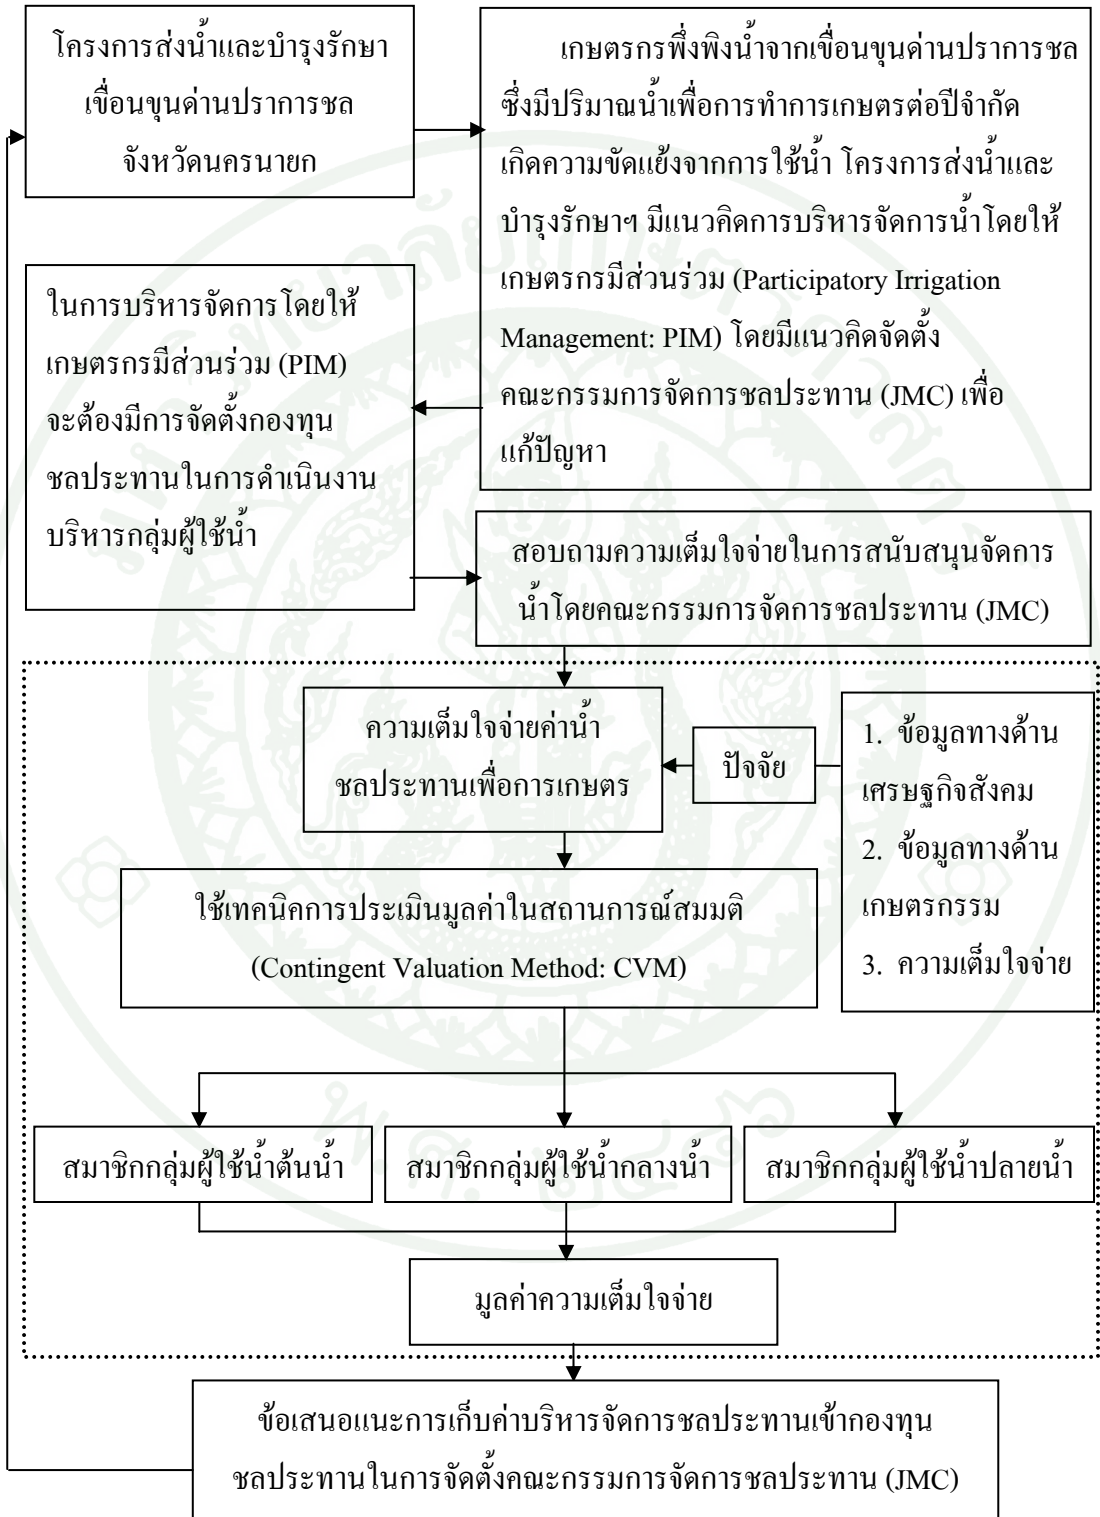 โครงการส่งน้ำและบำรุงรักษา
เขื่อนขุนด่านปราการชล
จังหวัดนครนายก
เกษตรกรพึ่งพิงน้ำจากเขื่อนขุนด่านปราการชล
ซึ่งมีปริมาณน้ำเพื่อการทำการเกษตรต่อปีจำกัด
เกิดความขัดแย้งจากการใช้น้ำ โครงการส่งน้ำและ
บำรุงรักษาฯ มีแนวคิดการบริหารจัดการน้ำโดยให้
เกษตรกรมีส่วนร่วม (Participatory Irrigation
Management: PIM) โดยมีแนวคิดจัดตั้ง
คณะกรรมการจัดการชลประทาน (JMC) เพื่อ
แก้ปัญหา
ในการบริหารจัดการโดยให้
เกษตรกรมีส่วนร่วม (PIM)
จะต้องมีการจัดตั้งกองทุน
ชลประทานในการดำเนินงาน
บริหารกลุ่มผู้ใช้น้ำ
สอบถามความเต็มใจจ่ายในการสนับสนุนจัดการ
น้ำโดยคณะกรรมการจัดการชลประทาน (JMC)
ความเต็มใจจ่ายค่าน้ำ
ชลประทานเพื่อการเกษตร
ปัจจัย
1. ข้อมูลทางด้าน
เศรษฐกิจสังคม
2. ข้อมูลทางด้าน
เกษตรกรรม
3. ความเต็มใจจ่าย
ใช้เทคนิคการประเมินมูลค่าในสถานการณ์สมมติ
(Contingent Valuation Method: CVM)
สมาชิกกลุ่มผู้ใช้น้ำต้นน้ำ
สมาชิกกลุ่มผู้ใช้น้ำกลางน้ำ
สมาชิกกลุ่มผู้ใช้น้ำปลายน้ำ
มูลค่าความเต็มใจจ่าย
ข้อเสนอแนะการเก็บค่าบริหารจัดการชลประทานเข้ากองทุน
ชลประทานในการจัดตั้งคณะกรรมการจัดการชลประทาน (JMC)
มหาวิทยาลัยเกษตรศาสตร์
พ.ศ. ๒๔๘๖